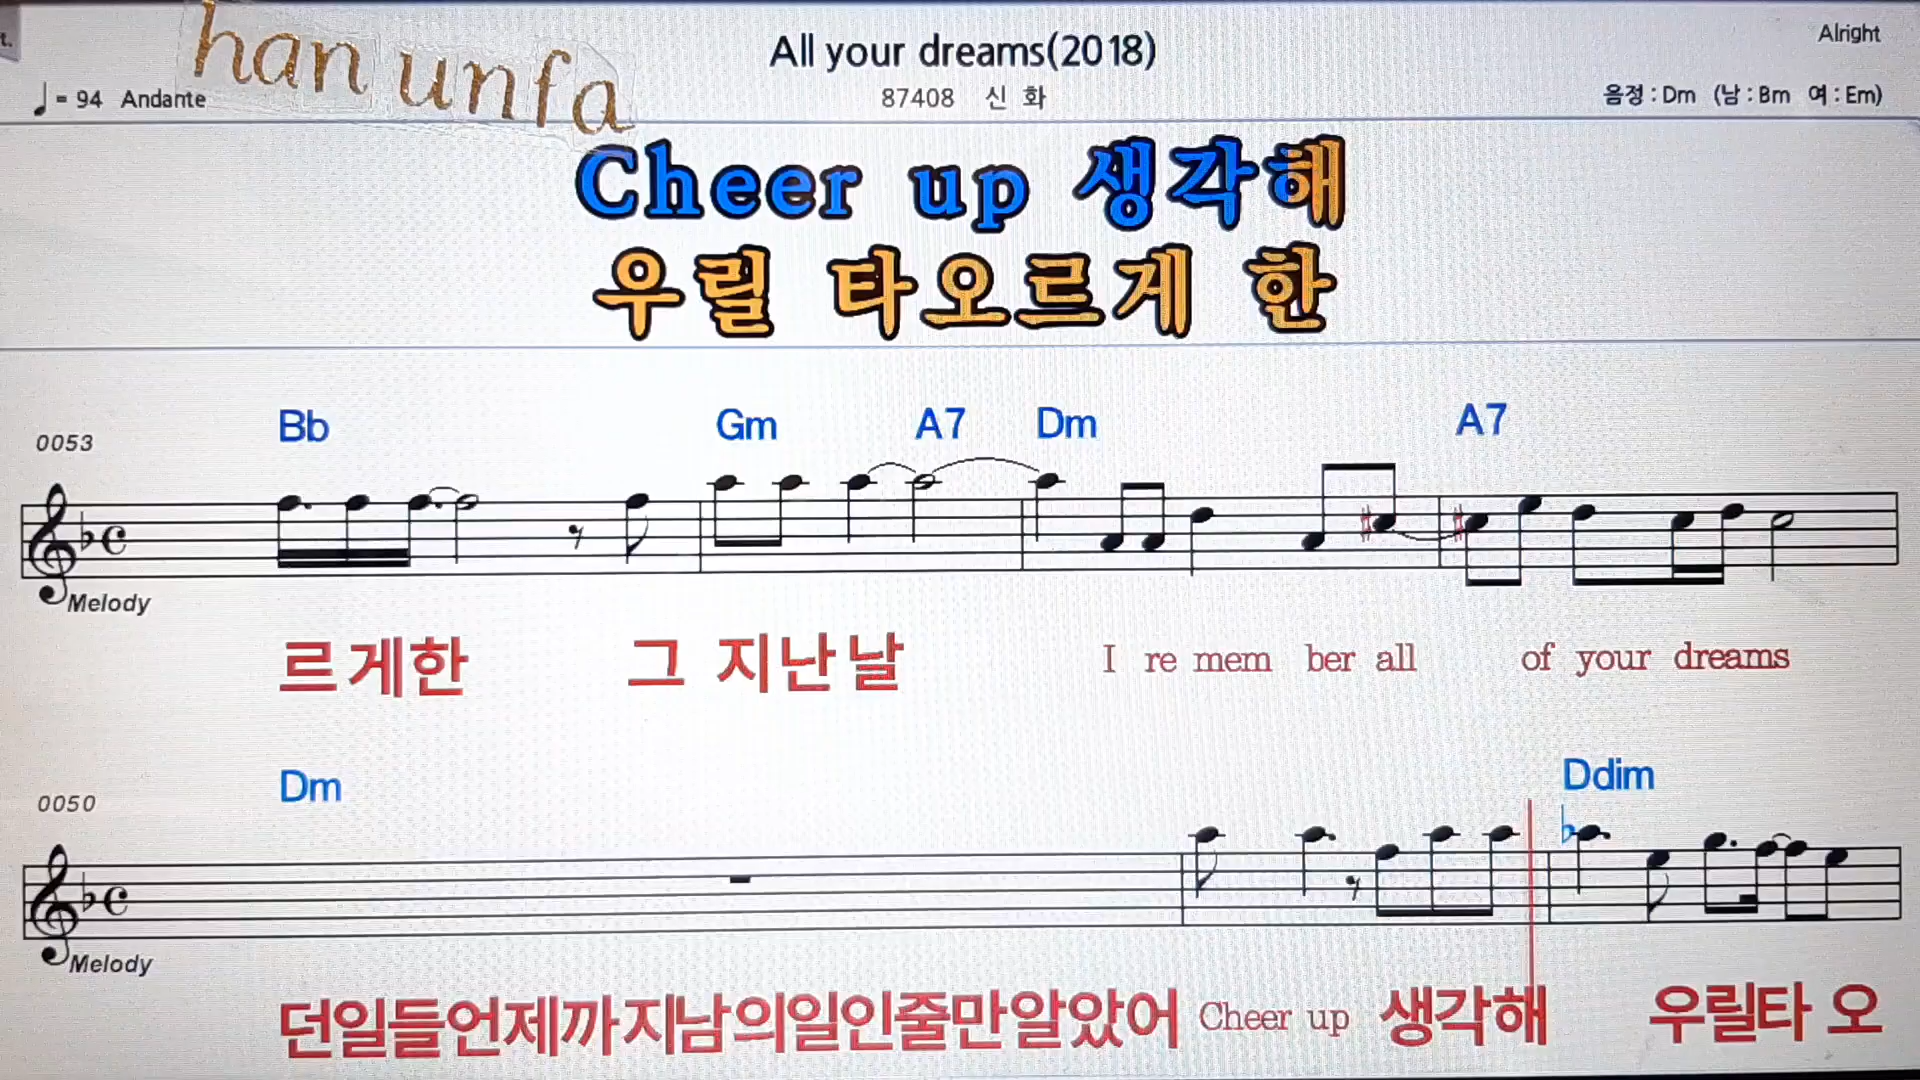 t.
han unfa
All your dreams(2018)
Alright
♩= 94 Andante
87408 신 화
음정 : Dm (남 : Bm 여 : Em)
Cheer up 생각해
우릴 타오르게 한
Bb Gm A7 Dm A7
0053
Melody
르게한 그 지난날 I re mem ber all of your dreams
Dm Ddim
0050
Melody
던일들언제까지남의일인줄만알았어 Cheer up 생각해 우릴타 오